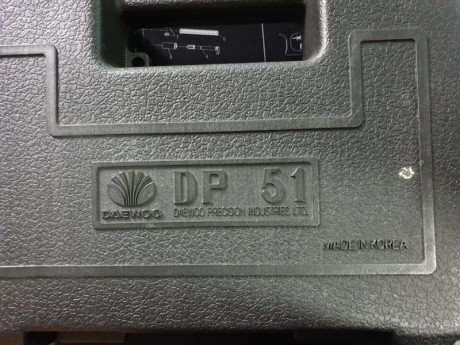 DP 51
DAEWOO
DAEWOO PRECISION INDUSTRIES LTD.
MADE IN KOREA